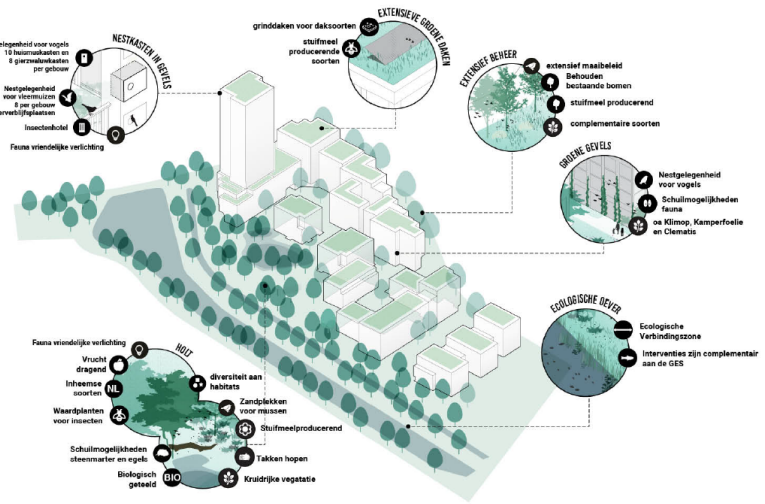 NESTKASTEN IN GEVELS
voor vogels
10 huismuskasten en
8 gierzwaluwkasten
per gebouw
Nestgelegenheid
voor vleermuizen
8 per gebouw
Insectenhotel
Fauna vriendelijke verlichting
EXTENSIEVE GROENE DAKEN
grinddaken voor daksoorten
stuifmeel
producerende
soorten
EXTENSIEF BEHEER
extensief maaibeleid
Behouden
bestaande bomen
stuifmeel producerend
complementaire soorten
GROENE GEVELS
Nestgelegenheid
voor vogels
Schuilmogelijkheden
fauna
oa Klimop, Kamperfoelie
en Clematis
ECOLOGISCHE OEVER
Ecologische
Verbindingszone
Interventies zijn complementair
aan de GES
HOLT
Fauna vriendelijke verlichting
Vrucht
dragend
Inheemse
soorten
NL
Waardplanten
voor insecten
Schuilmogelijkheden
steenmarter en egels
Biologisch
geteeld
BIO
diversiteit aan
habitats
Zandplekken
voor mussen
Stuifmeelproducerend
Takken hopen
Kruidrijke vegatatie